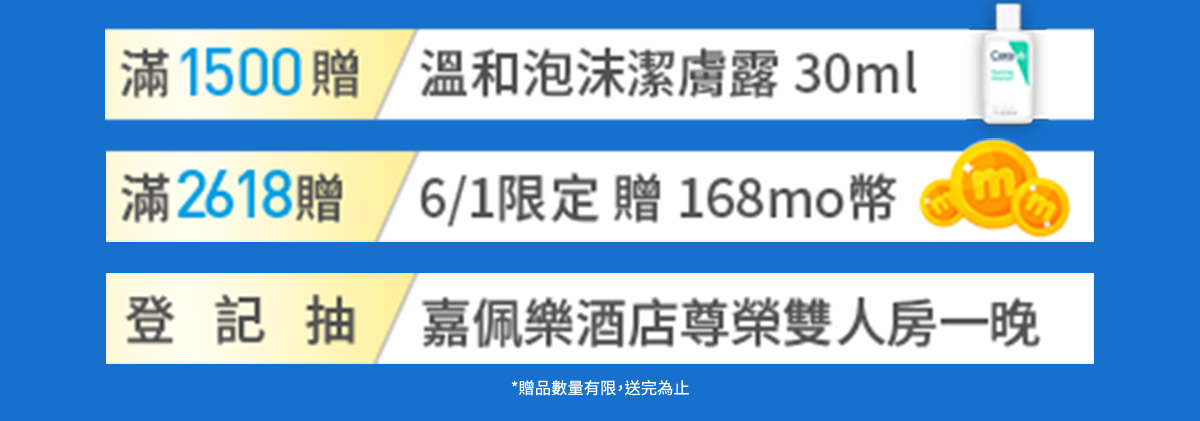 滿1500贈 溫和泡沫潔膚露 30ml
滿2618贈 6/1限定 贈 168mo幣
登記抽 嘉佩樂酒店尊榮雙人房一晚
*贈品數量有限,送完為止